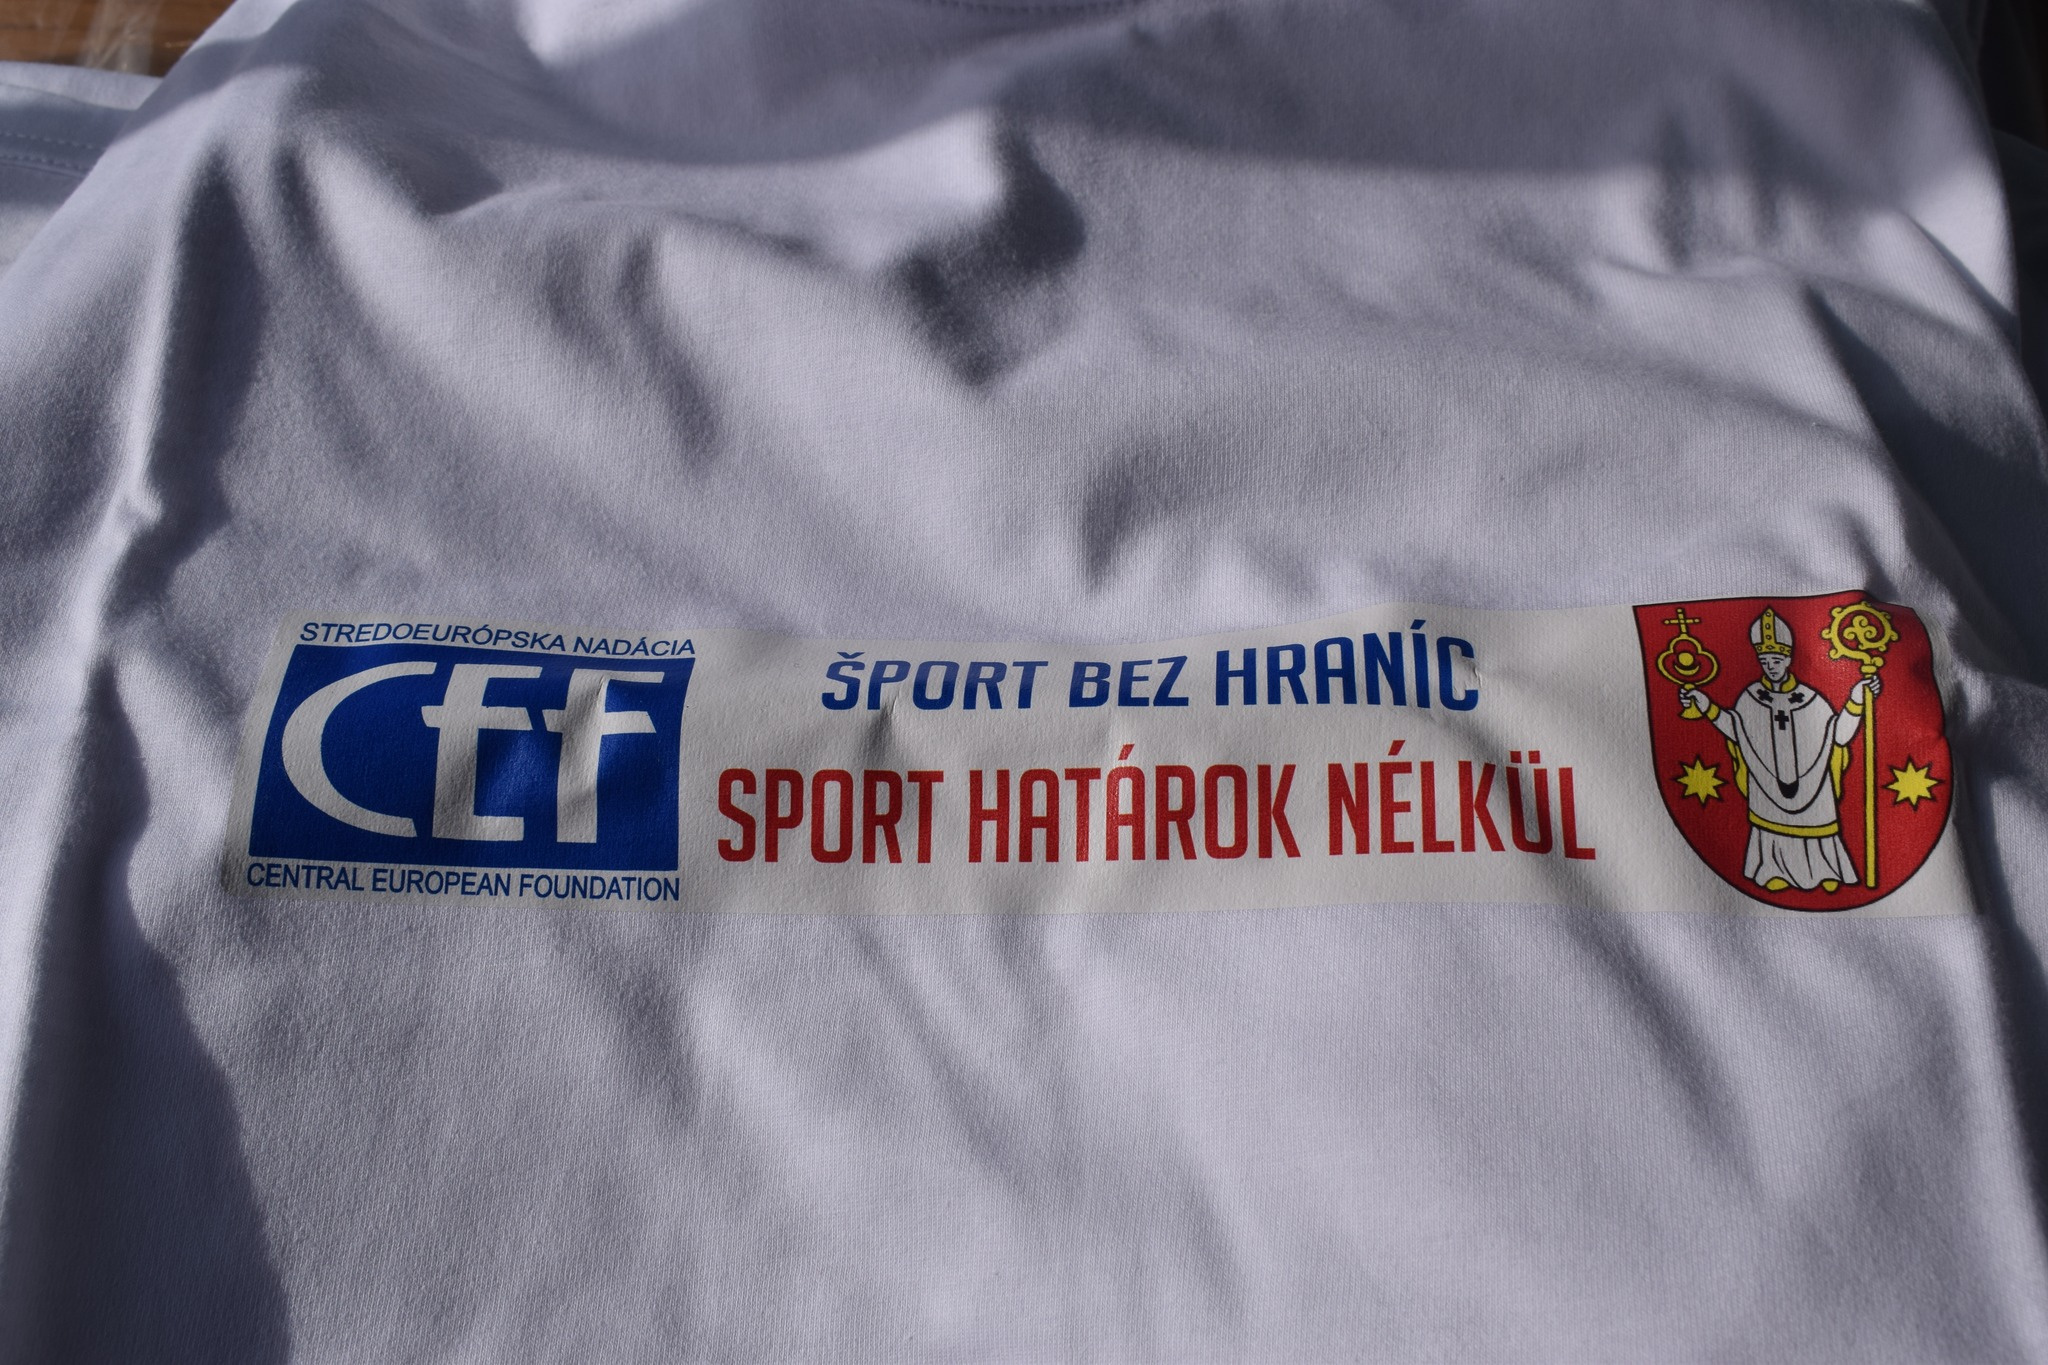 STREDOEURÓPSKA NADÁCIA
CEF
CENTRAL EUROPEAN FOUNDATION
ŠPORT BEZ HRANÍC
SPORT HATÁROK NÉLKÜL